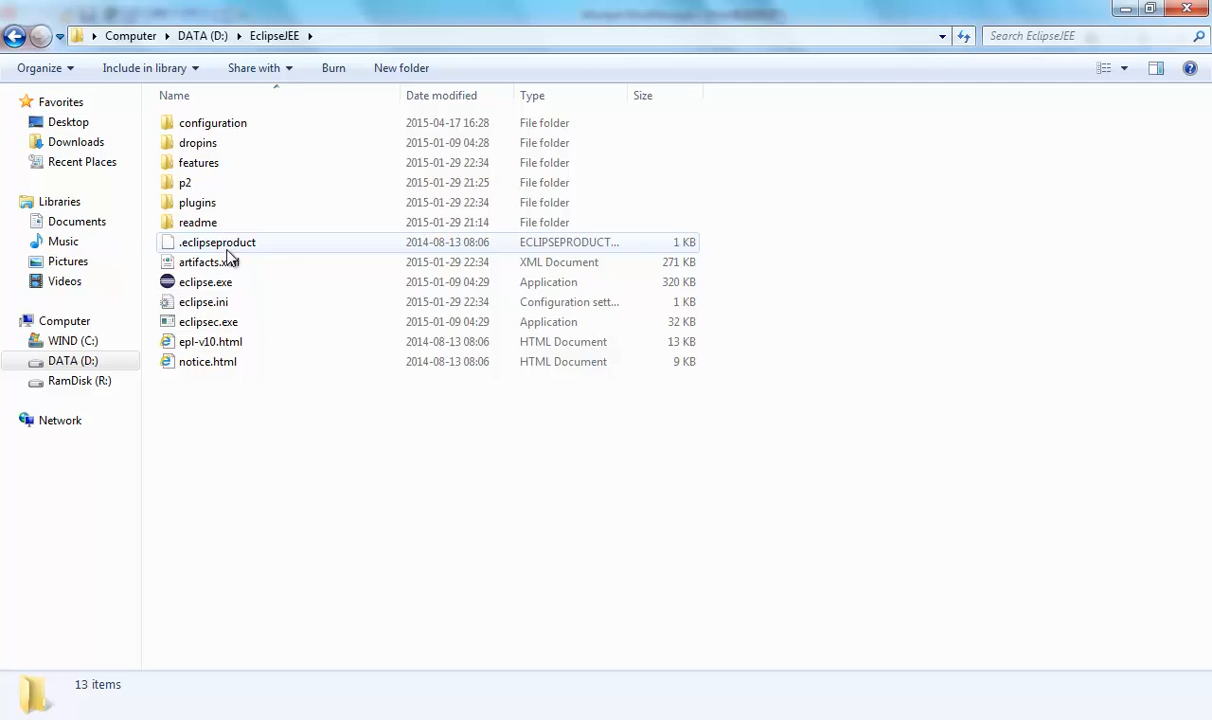 Computer DATA (D:) EclipseJEE Search EclipseJEE
Organize Include in library Share with Burn New folder
Name Date modified Type Size
Favorites
Desktop
Downloads
Recent Places
Libraries
Documents
Music
Pictures
Videos
Computer
WIND (C:)
DATA (D:)
RamDisk (R:)
Network
configuration 2015-04-17 16:28 File folder
dropins 2015-01-09 04:28 File folder
features 2015-01-29 22:34 File folder
p2 2015-01-29 21:25 File folder
plugins 2015-01-29 22:34 File folder
readme 2015-01-29 21:14 File folder
.eclipseproduct 2014-08-13 08:06 ECLIPSEPRODUCT... 1 KB
artifacts.xml 2015-01-29 22:34 XML Document 271 KB
eclipse.exe 2015-01-09 04:29 Application 320 KB
eclipse.ini 2015-01-29 22:34 Configuration sett... 1 KB
eclipsec.exe 2015-01-09 04:29 Application 32 KB
epl-v10.html 2014-08-13 08:06 HTML Document 13 KB
notice.html 2014-08-13 08:06 HTML Document 9 KB
13 items